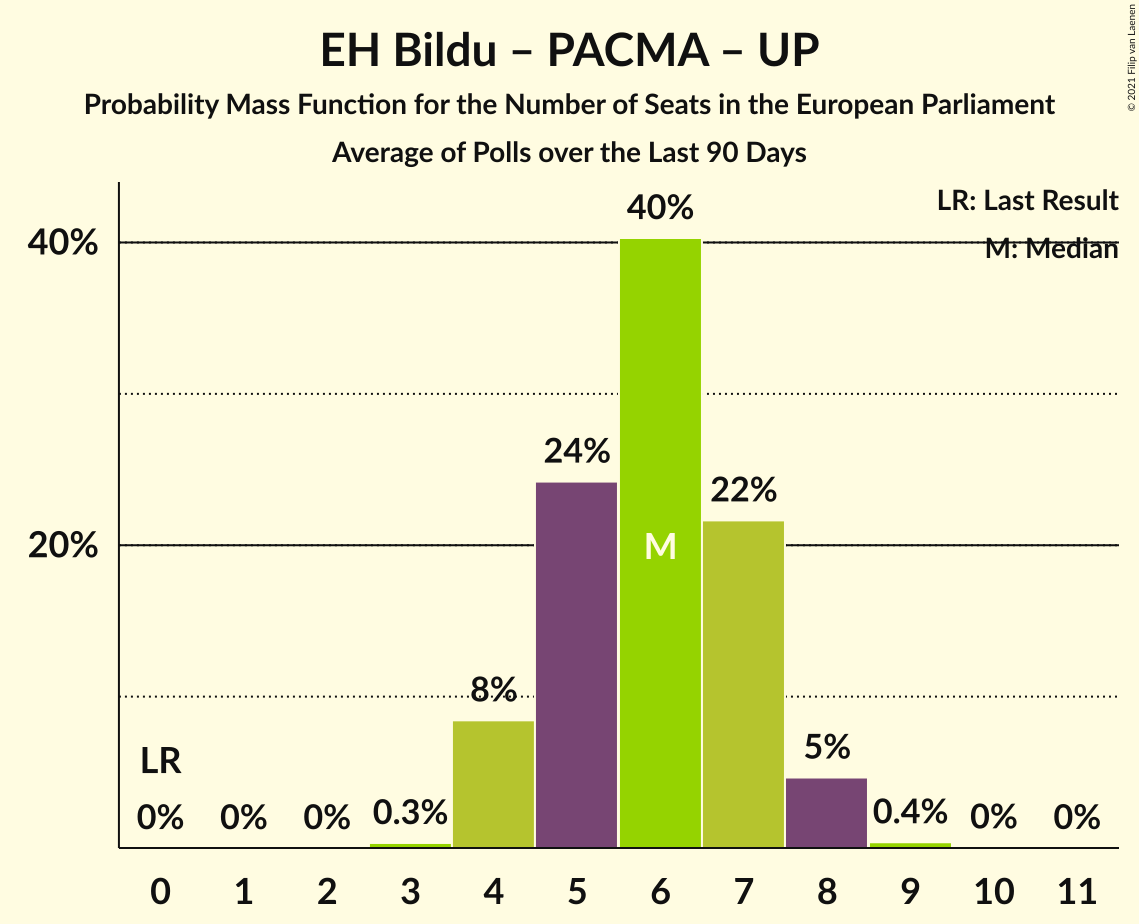 EH Bildu – PACMA – UP
Probability Mass Function for the Number of Seats in the European Parliament
Average of Polls over the Last 90 Days
© 2021 Filip van Laenen
LR: Last Result
M: Median
40%
20%
LR
0%
0%
0%
0.3%
8%
24%
40%
M
22%
5%
0.4%
0%
0%
0 1 2 3 4 5 6 7 8 9 10 11